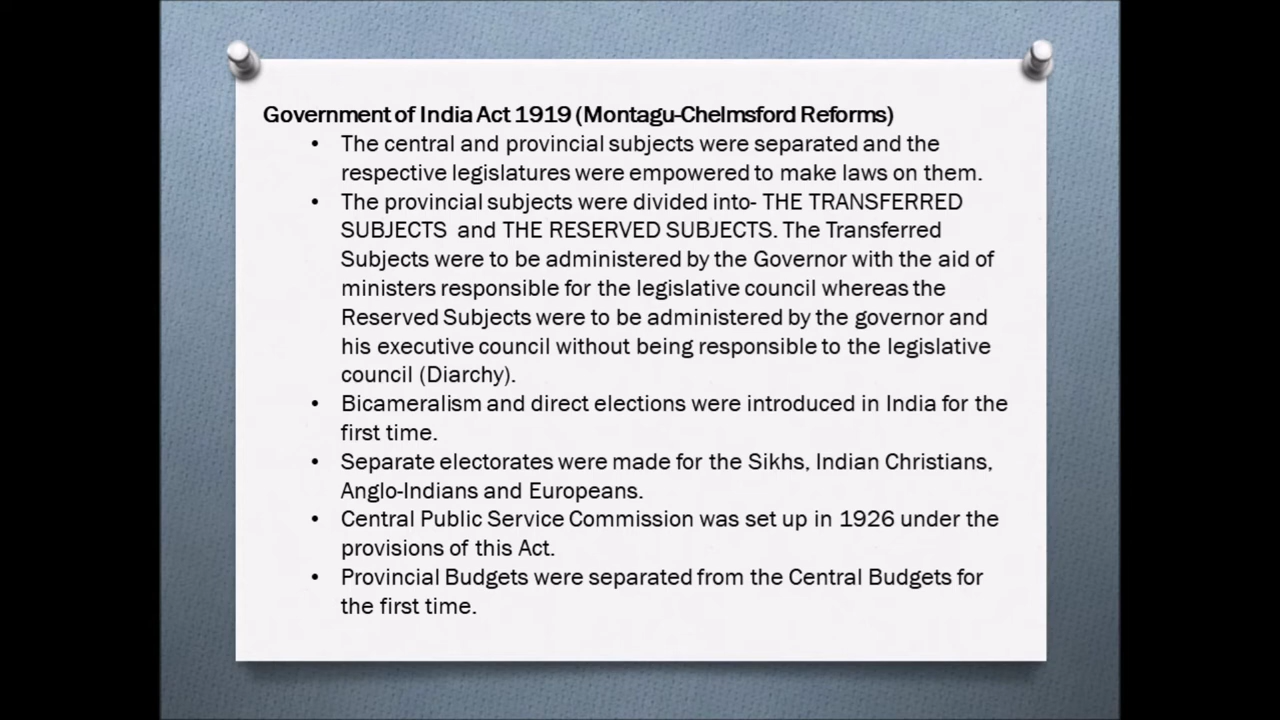 Government of India Act 1919 (Montagu-Chelmsford Reforms)
• The central and provincial subjects were separated and the
respective legislatures were empowered to make laws on them.
• The provincial subjects were divided into- THE TRANSFERRED
SUBJECTS and THE RESERVED SUBJECTS. The Transferred
Subjects were to be administered by the Governor with the aid of
ministers responsible for the legislative council whereas the
Reserved Subjects were to be administered by the governor and
his executive council without being responsible to the legislative
council (Diarchy).
• Bicameralism and direct elections were introduced in India for the
first time.
• Separate electorates were made for the Sikhs, Indian Christians,
Anglo-Indians and Europeans.
• Central Public Service Commission was set up in 1926 under the
provisions of this Act.
• Provincial Budgets were separated from the Central Budgets for
the first time.